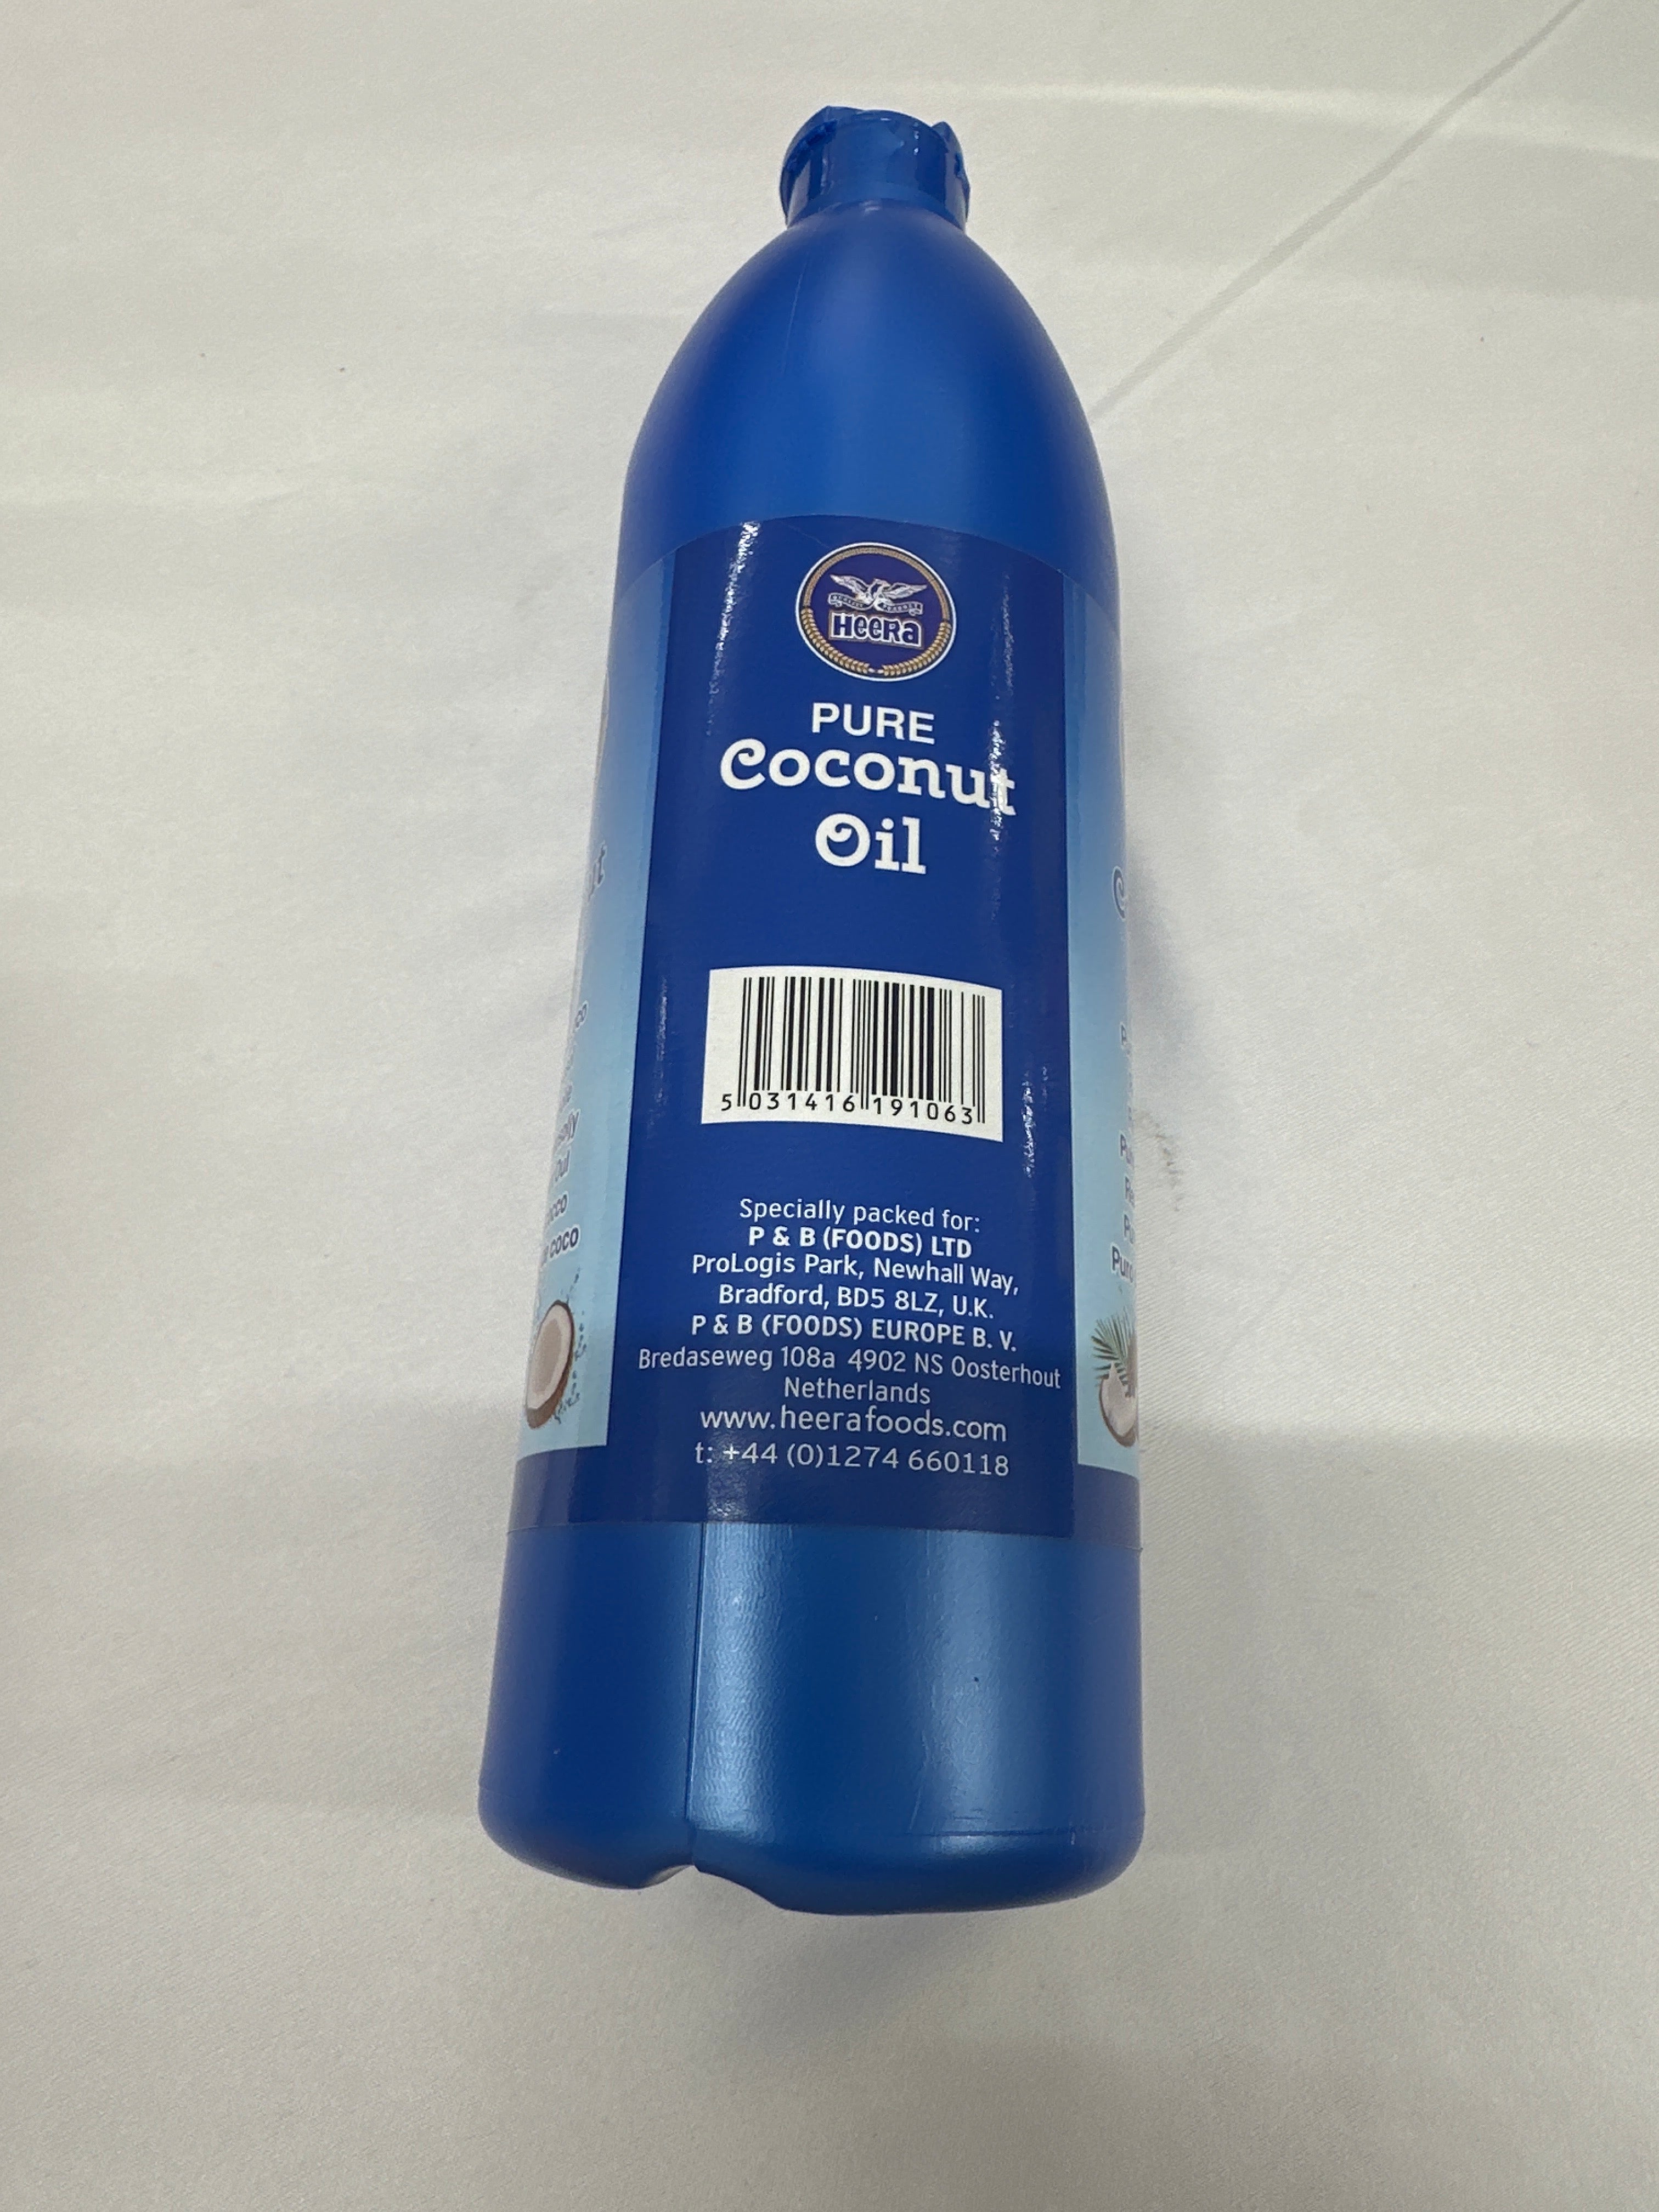 HEERA
PURE
Coconut
Oil
5 031416 191063
Specially packed for:
P & B (FOODS) LTD
ProLogis Park, Newhall Way,
Bradford, BD5 8LZ, U.K.
P & B (FOODS) EUROPE B. V.
Bredaseweg 108a 4902 NS Oosterhout
Netherlands
www.heerafoods.com
t: +44 (0)1274 660118
coco